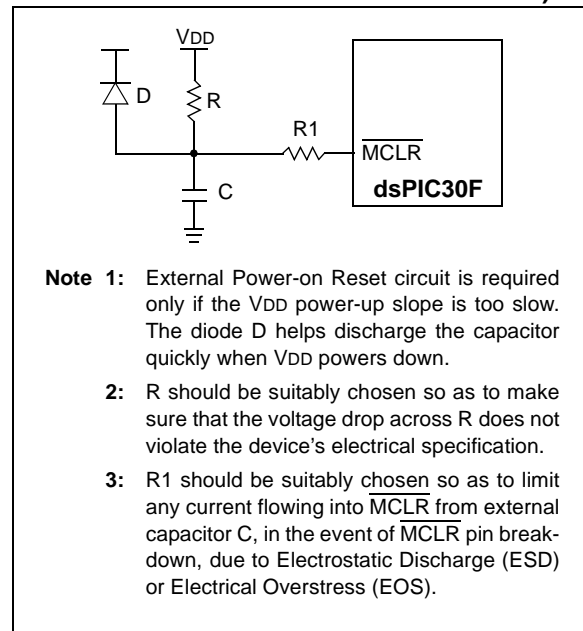 VDD
D
R
R1
MCLR
dsPIC30F
C
Note 1: External Power-on Reset circuit is required
only if the VDD power-up slope is too slow.
The diode D helps discharge the capacitor
quickly when VDD powers down.
2: R should be suitably chosen so as to make
sure that the voltage drop across R does not
violate the device's electrical specification.
3: R1 should be suitably chosen so as to limit
any current flowing into MCLR from external
capacitor C, in the event of MCLR pin break-
down, due to Electrostatic Discharge (ESD)
or Electrical Overstress (EOS).